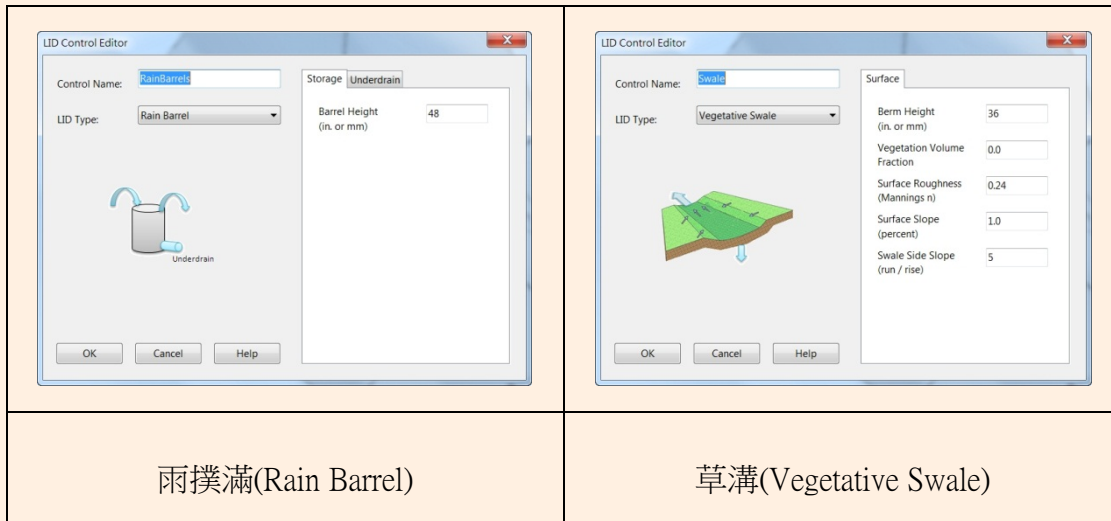 LID Control Editor
Control Name:
RainBarrels
LID Type:
Rain Barrel
Underdrain
OK
Cancel
Help
Storage
Underdrain
Barrel Height
(in. or mm)
48
LID Control Editor
Control Name:
Swale
LID Type:
Vegetative Swale
OK
Cancel
Help
Surface
Berm Height
(in. or mm)
36
Vegetation Volume
Fraction
0.0
Surface Roughness
(Mannings n)
0.24
Surface Slope
(percent)
1.0
Swale Side Slope
(run / rise)
5
雨撲滿(Rain Barrel)
草溝(Vegetative Swale)